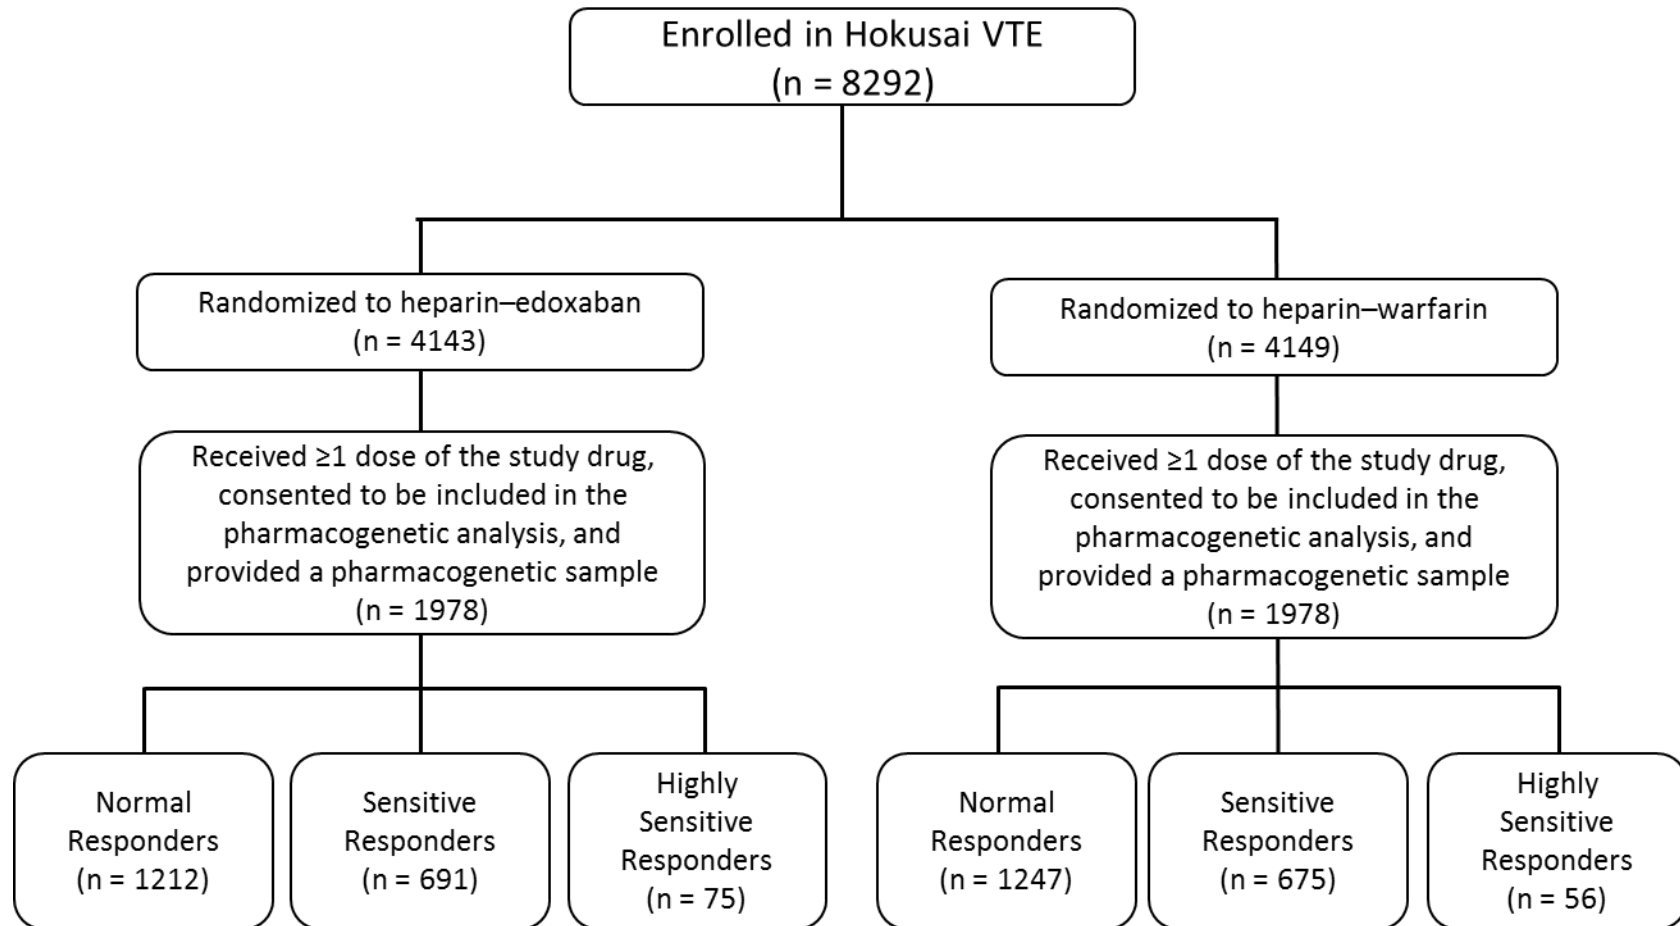 Enrolled in Hokusai VTE
(n = 8292)
Randomized to heparin–edoxaban
(n = 4143)
Randomized to heparin–warfarin
(n = 4149)
Received ≥1 dose of the study drug,
consented to be included in the
pharmacogenetic analysis, and
provided a pharmacogenetic sample
(n = 1978)
Received ≥1 dose of the study drug,
consented to be included in the
pharmacogenetic analysis, and
provided a pharmacogenetic sample
(n = 1978)
Normal
Responders
(n = 1212)
Sensitive
Responders
(n = 691)
Highly
Sensitive
Responders
(n = 75)
Normal
Responders
(n = 1247)
Sensitive
Responders
(n = 675)
Highly
Sensitive
Responders
(n = 56)